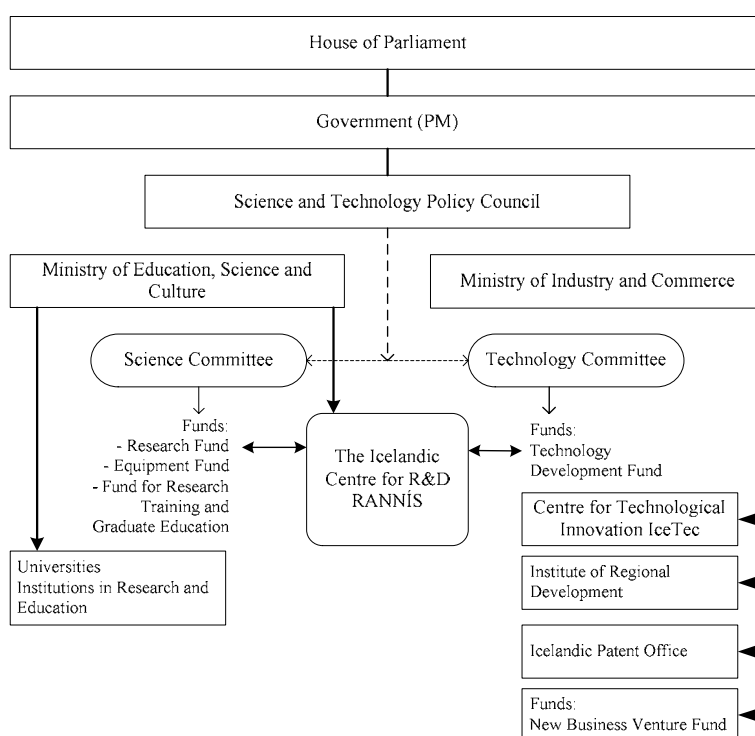 House of Parliament
Government (PM)
Science and Technology Policy Council
Ministry of Education, Science and
Culture
Ministry of Industry and Commerce
Science Committee
Technology Committee
Funds:
- Research Fund
- Equipment Fund
- Fund for Research
Training and
Graduate Education
The Icelandic
Centre for R&D
RANNÍS
Funds:
Technology
Development Fund
Centre for Technological
Innovation IceTec
Universities
Institutions in Research and
Education
Institute of Regional
Development
Icelandic Patent Office
Funds:
New Business Venture Fund